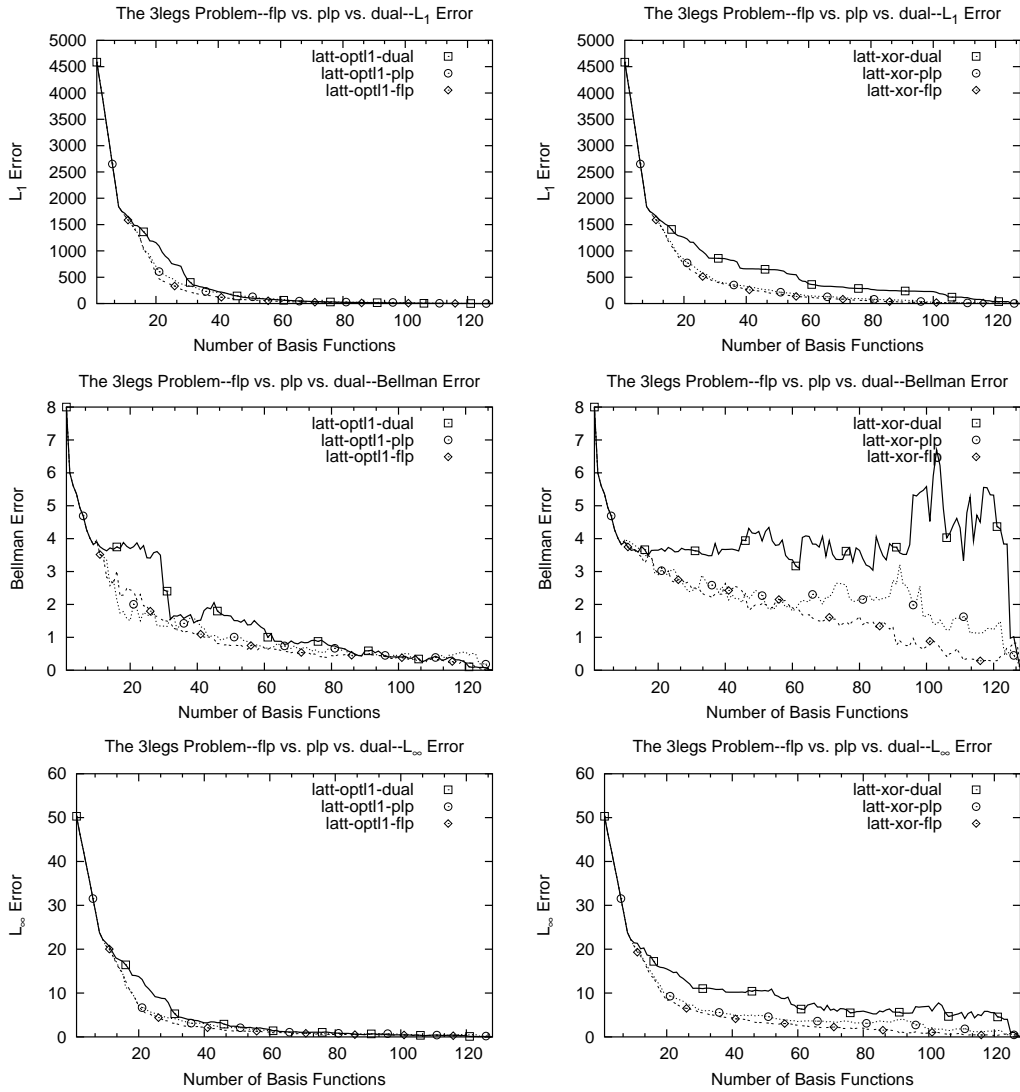 The 3legs Problem--flp vs. plp vs. dual--L₁ Error
5000
4500
4000
3500
3000
2500
2000
1500
1000
500
0
L₁ Error
latt-optl1-dual
latt-optl1-plp
latt-optl1-flp
20 40 60 80 100 120
Number of Basis Functions
The 3legs Problem--flp vs. plp vs. dual--L₁ Error
5000
4500
4000
3500
3000
2500
2000
1500
1000
500
0
L₁ Error
latt-xor-dual
latt-xor-plp
latt-xor-flp
20 40 60 80 100 120
Number of Basis Functions
The 3legs Problem--flp vs. plp vs. dual--Bellman Error
8
7
6
5
4
3
2
1
0
Bellman Error
latt-optl1-dual
latt-optl1-plp
latt-optl1-flp
20 40 60 80 100 120
Number of Basis Functions
The 3legs Problem--flp vs. plp vs. dual--Bellman Error
8
7
6
5
4
3
2
1
0
Bellman Error
latt-xor-dual
latt-xor-plp
latt-xor-flp
20 40 60 80 100 120
Number of Basis Functions
The 3legs Problem--flp vs. plp vs. dual--L∞ Error
60
50
40
30
20
10
0
L∞ Error
latt-optl1-dual
latt-optl1-plp
latt-optl1-flp
20 40 60 80 100 120
Number of Basis Functions
The 3legs Problem--flp vs. plp vs. dual--L∞ Error
60
50
40
30
20
10
0
L∞ Error
latt-xor-dual
latt-xor-plp
latt-xor-flp
20 40 60 80 100 120
Number of Basis Functions